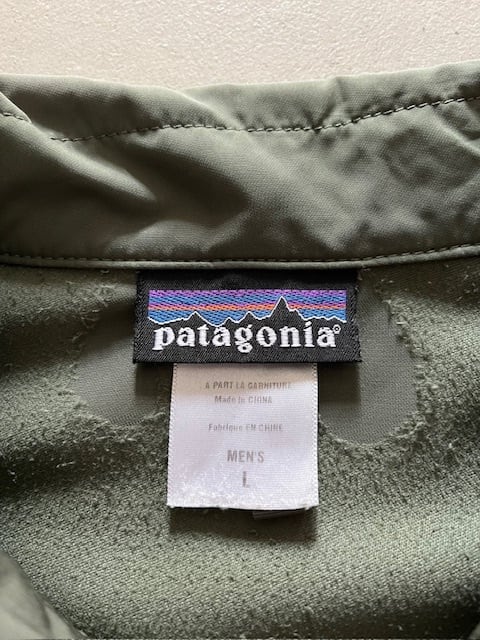 patagonia®
A PART LA GARNITURE
Made in CHINA
Fabriqué EN CHINE
MEN'S
L